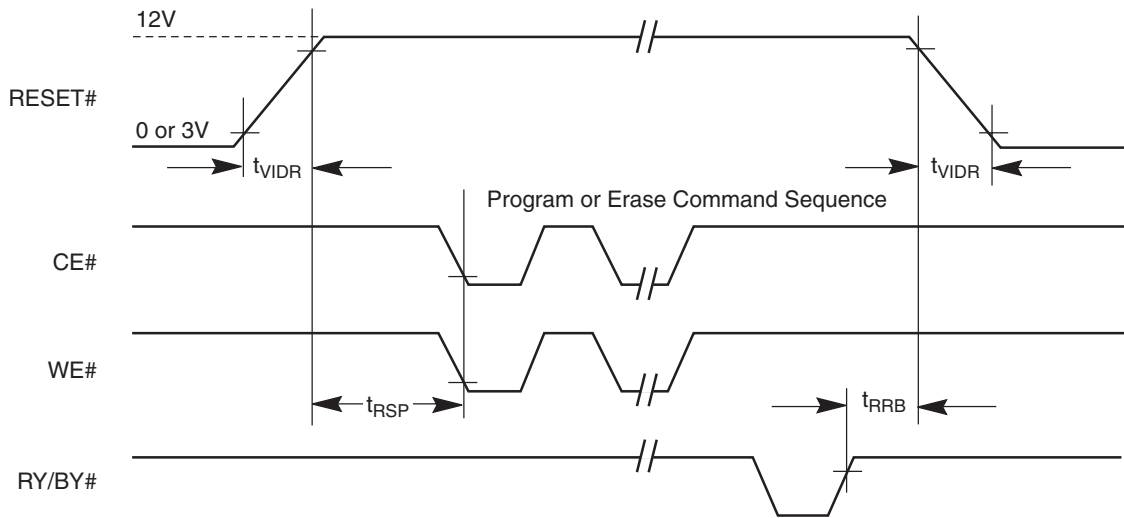 12V
RESET#
0 or 3V
tVIDR
tVIDR
Program or Erase Command Sequence
CE#
WE#
tRSP
tRRB
RY/BY#